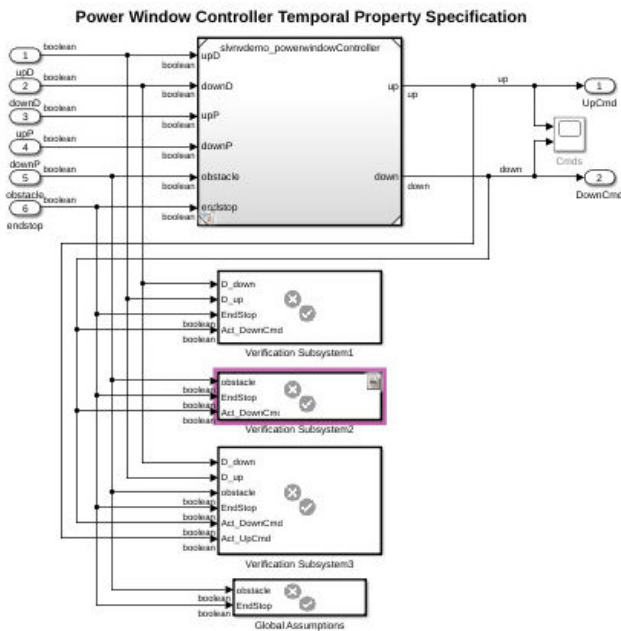 Power Window Controller Temporal Property Specification
1 boolean
upD
2 boolean
downD
3 boolean
upP
4 boolean
downP
5 boolean
obstacle
6 boolean
endstop
slvnvdemo_powerwindowController
upD
boolean
downD
boolean
upP
boolean
downP
boolean
obstacle
boolean
endstop
boolean
up
up
down
down
up
1
UpCmd
Cmds
down
2
DownCmd
D_down
D_up
EndStop
boolean
Act_DownCmd
boolean
Verification Subsystem1
obstacle
boolean
EndStop
boolean
Act_DownCm
boolean
Verification Subsystem2
D_down
D_up
obstacle
boolean
EndStop
boolean
Act_DownCmd
boolean
Act_UpCmd
boolean
Verification Subsystem3
obstacle
boolean
EndStop
boolean
Global Assumptions